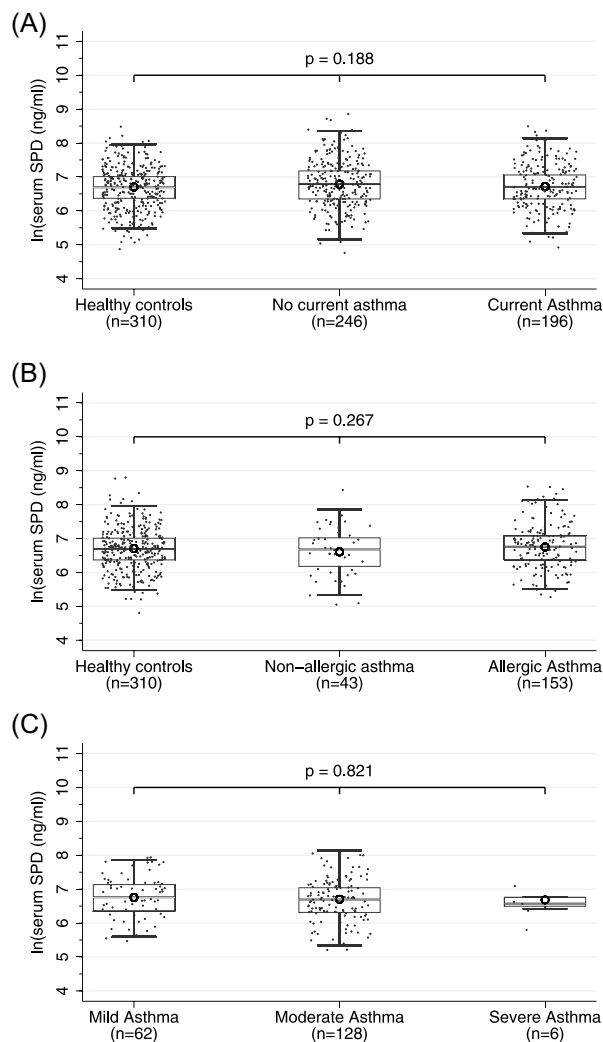 (A)
ln(serum SPD (ng/ml))
11
10
9
8
7
6
5
4
p = 0.188
Healthy controls
(n=310)
No current asthma
(n=246)
Current Asthma
(n=196)
(B)
ln(serum SPD (ng/ml))
11
10
9
8
7
6
5
4
p = 0.267
Healthy controls
(n=310)
Non-allergic asthma
(n=43)
Allergic Asthma
(n=153)
(C)
ln(serum SPD (ng/ml))
11
10
9
8
7
6
5
4
p = 0.821
Mild Asthma
(n=62)
Moderate Asthma
(n=128)
Severe Asthma
(n=6)